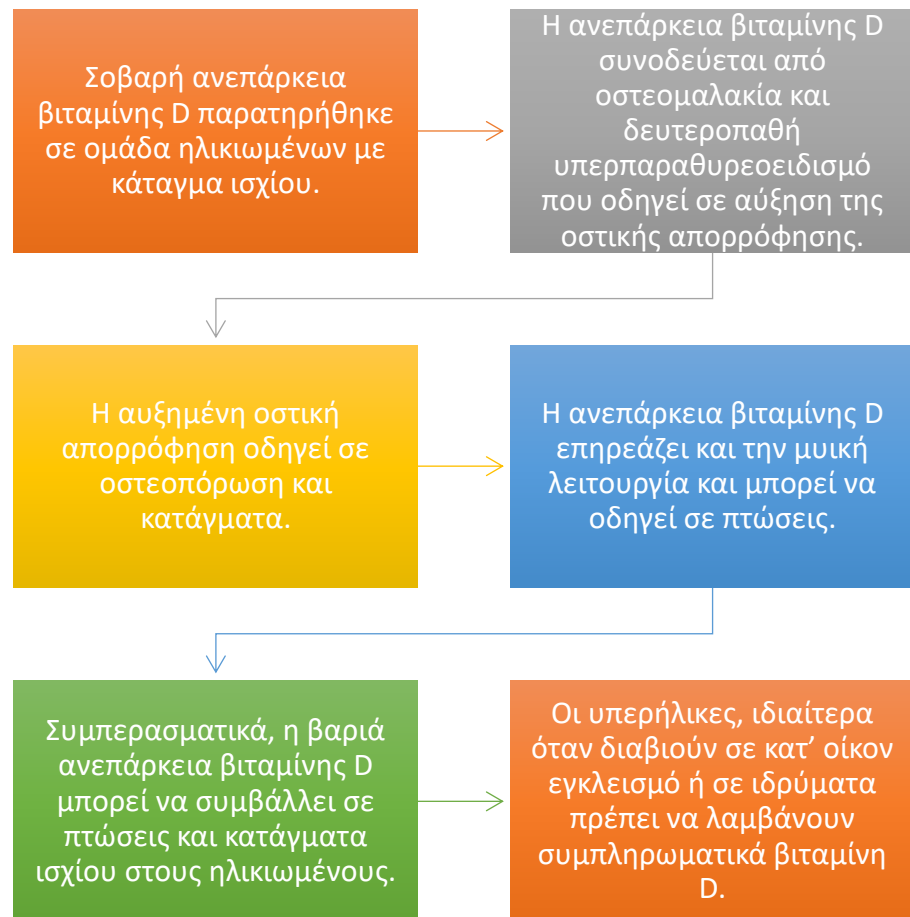 Σοβαρή ανεπάρκεια
βιταμίνης D παρατηρήθηκε
σε ομάδα ηλικιωμένων με
κάταγμα ισχίου.
Η ανεπάρκεια βιταμίνης D
συνοδεύεται από
οστεομαλακία και
δευτεροπαθή
υπερπαραθυρεοειδισμό
που οδηγεί σε αύξηση της
οστικής απορρόφησης.
Η αυξημένη οστική
απορρόφηση οδηγεί σε
οστεοπόρωση και
κατάγματα.
Η ανεπάρκεια βιταμίνης D
επηρεάζει και την μυική
λειτουργία και μπορεί να
οδηγεί σε πτώσεις.
Συμπερασματικά, η βαριά
ανεπάρκεια βιταμίνης D
μπορεί να συμβάλλει σε
πτώσεις και κατάγματα
ισχίου στους ηλικιωμένους.
Οι υπερήλικες, ιδιαίτερα
όταν διαβιούν σε κατ’ οίκον
εγκλεισμό ή σε ιδρύματα
πρέπει να λαμβάνουν
συμπληρωματικά βιταμίνη
D.